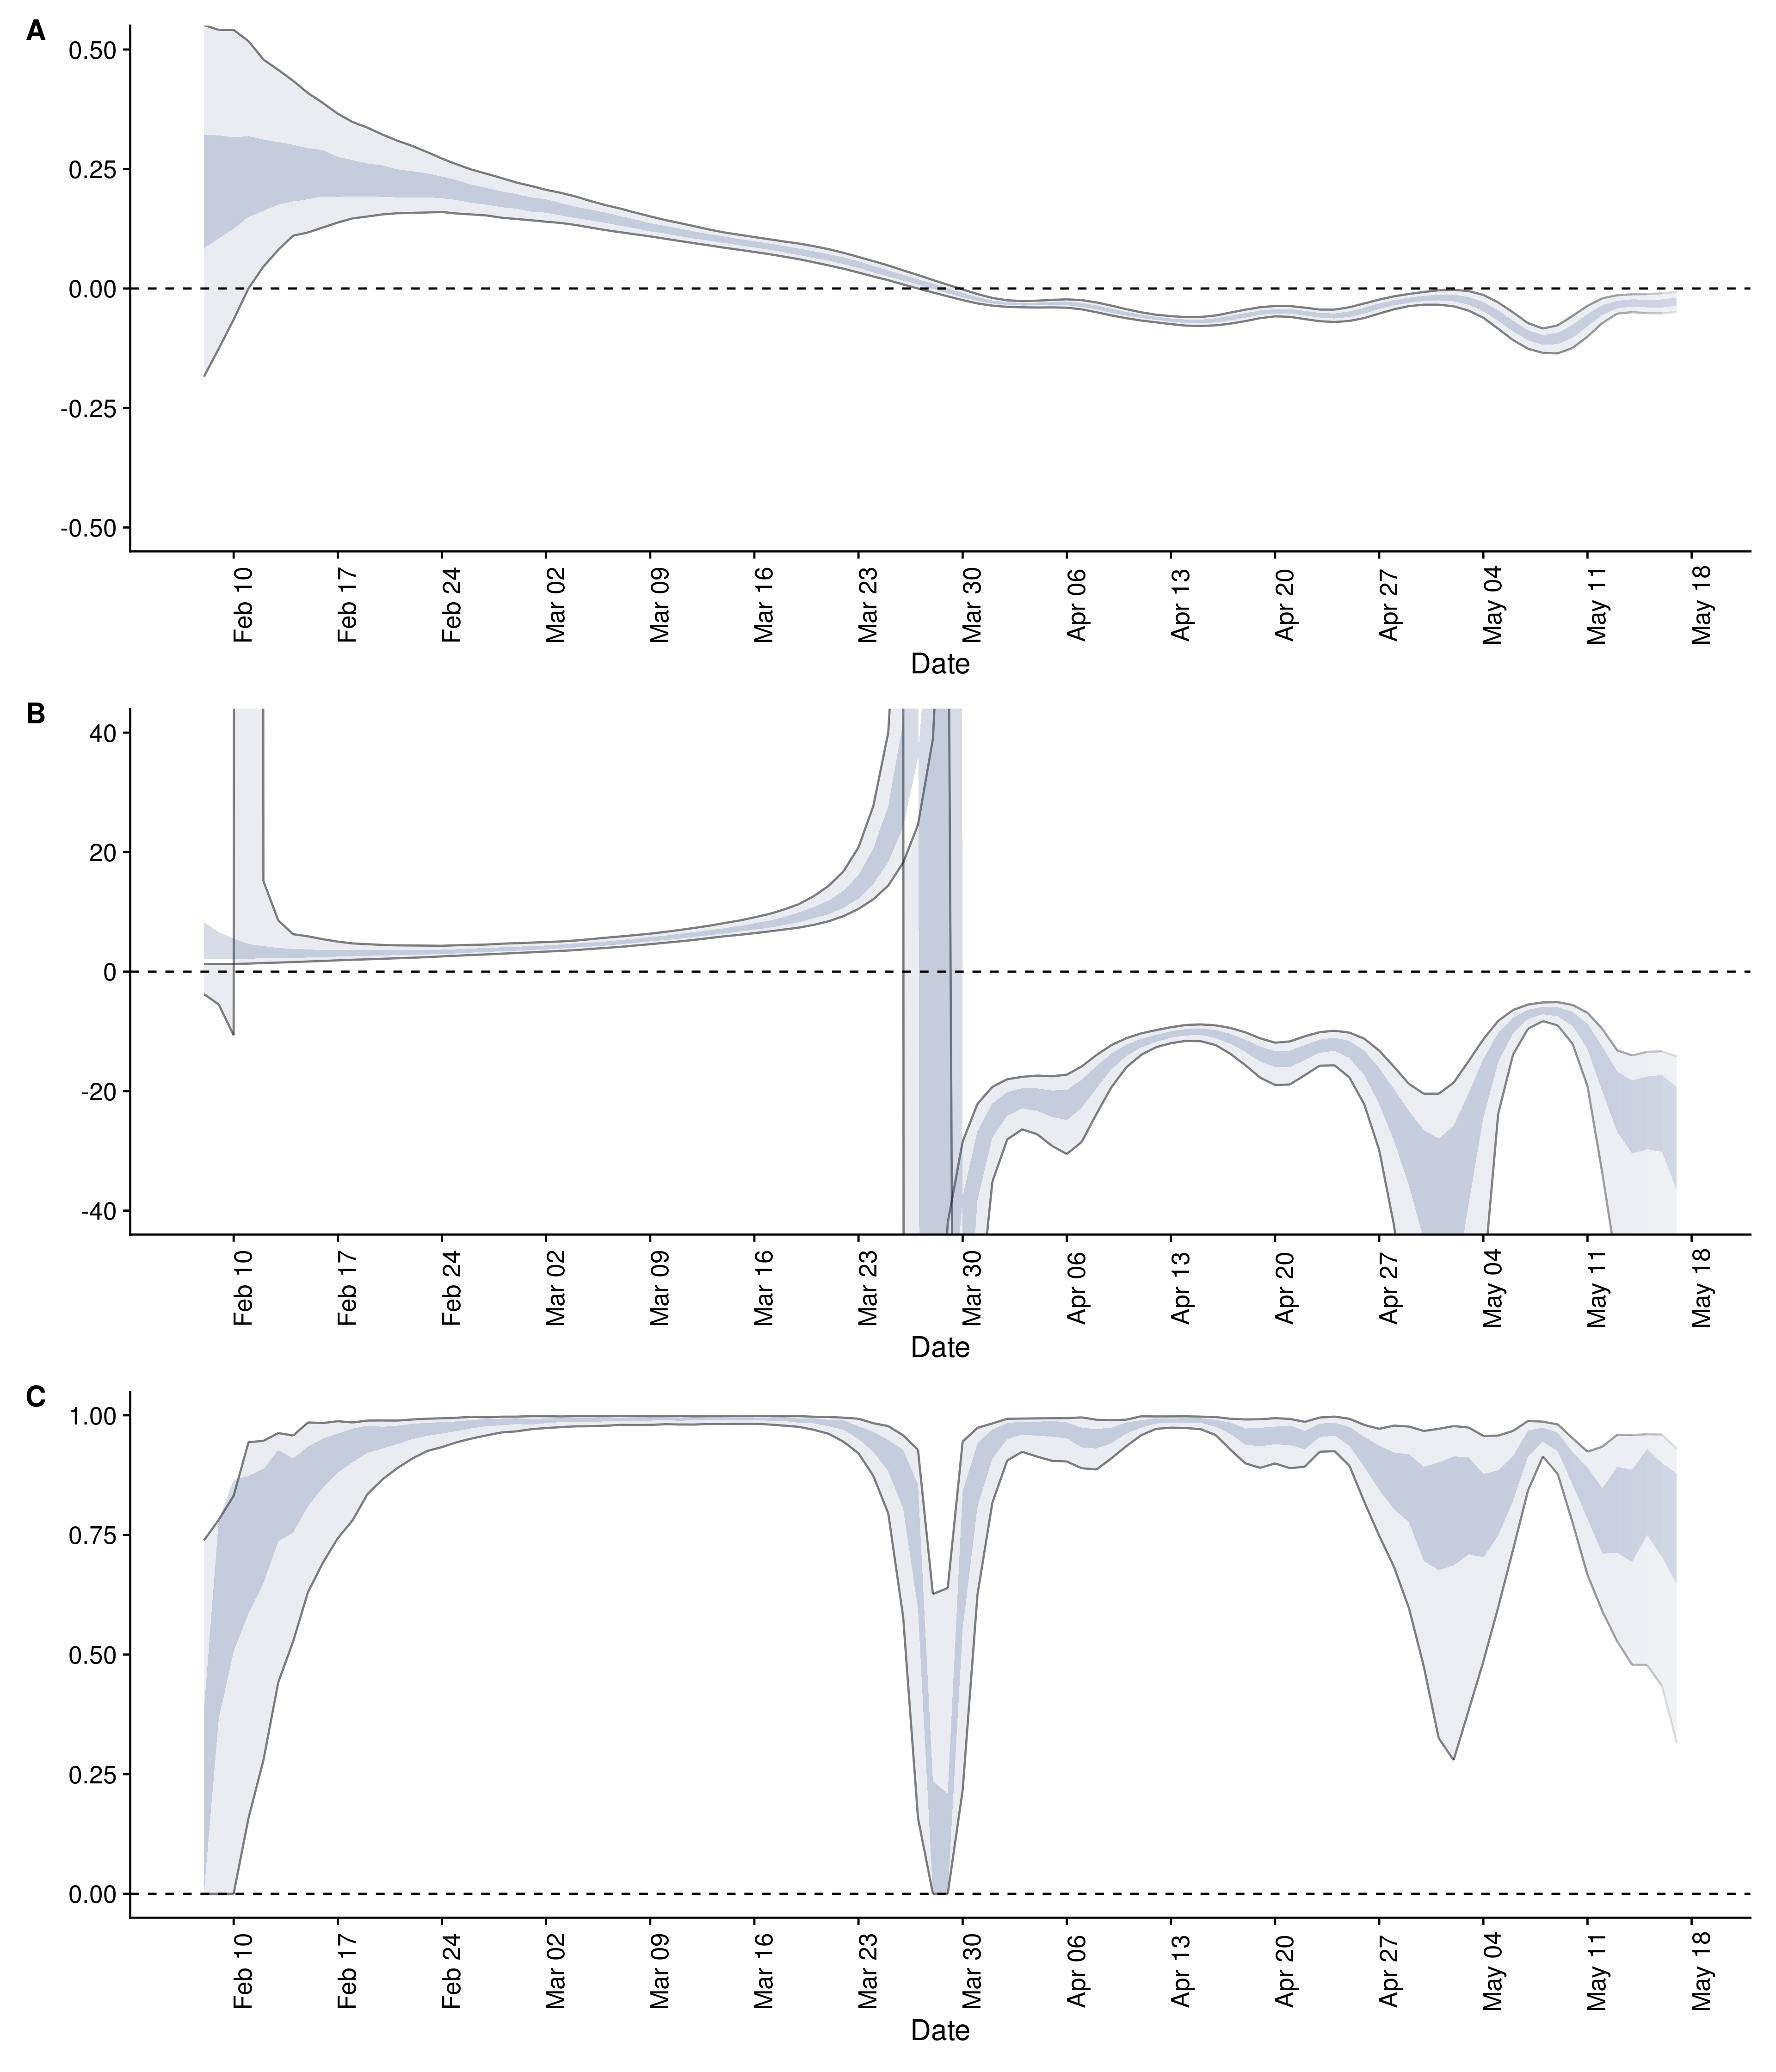 A
0.50
0.25
0.00
-0.25
-0.50
Feb 10
Feb 17
Feb 24
Mar 02
Mar 09
Mar 16
Mar 23
Mar 30
Apr 06
Apr 13
Apr 20
Apr 27
May 04
May 11
May 18
Date
B
40
20
0
-20
-40
Feb 10
Feb 17
Feb 24
Mar 02
Mar 09
Mar 16
Mar 23
Mar 30
Apr 06
Apr 13
Apr 20
Apr 27
May 04
May 11
May 18
Date
C
1.00
0.75
0.50
0.25
0.00
Feb 10
Feb 17
Feb 24
Mar 02
Mar 09
Mar 16
Mar 23
Mar 30
Apr 06
Apr 13
Apr 20
Apr 27
May 04
May 11
May 18
Date